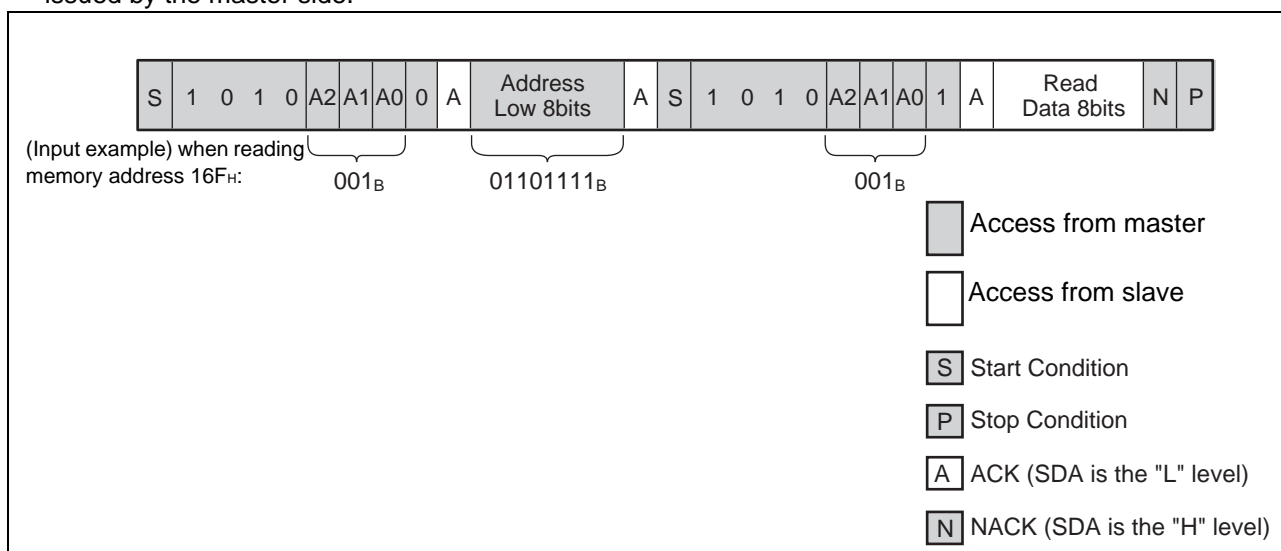 issued by the master side.
S 1 0 1 0 A2 A1 A0 0 A Address Low 8bits A S 1 0 1 0 A2 A1 A0 1 A Read Data 8bits N P
(Input example) when reading
memory address 16FH: 001B 01101111B 001B
Access from master
Access from slave
S Start Condition
P Stop Condition
A ACK (SDA is the "L" level)
N NACK (SDA is the "H" level)